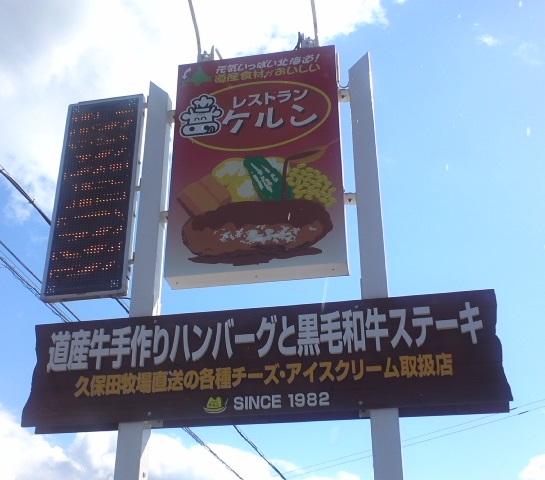 元気いっぱい北海道!
道産食材がおいしい
レストラン
ケルン
道産牛手作りハンバーグと黒毛和牛ステーキ
久保田牧場直送の各種チーズ・アイスクリーム取扱店
SINCE 1982